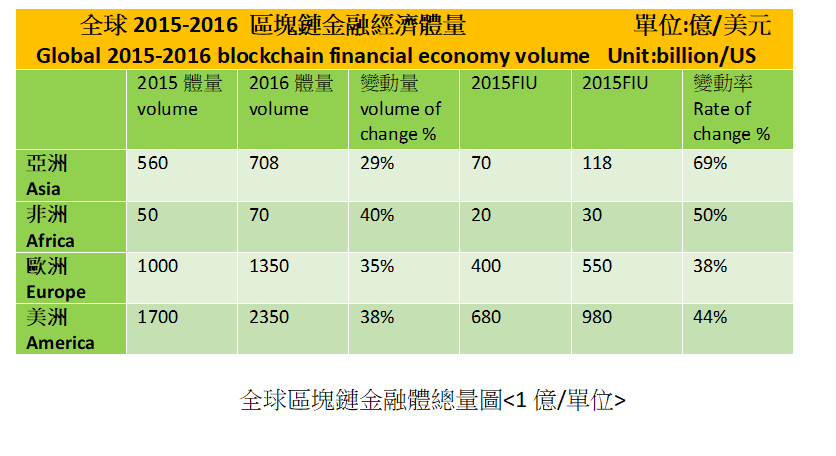 全球 2015-2016 區塊鏈金融經濟體量 單位:億/美元
Global 2015-2016 blockchain financial economy volume Unit:billion/US
2015 體量 volume 2016 體量 volume 變動量 volume of change % 2015FIU 2015FIU 變動率 Rate of change %
亞洲 Asia 560 708 29% 70 118 69%
非洲 Africa 50 70 40% 20 30 50%
歐洲 Europe 1000 1350 35% 400 550 38%
美洲 America 1700 2350 38% 680 980 44%
全球區塊鏈金融體總量圖<1 億/單位>